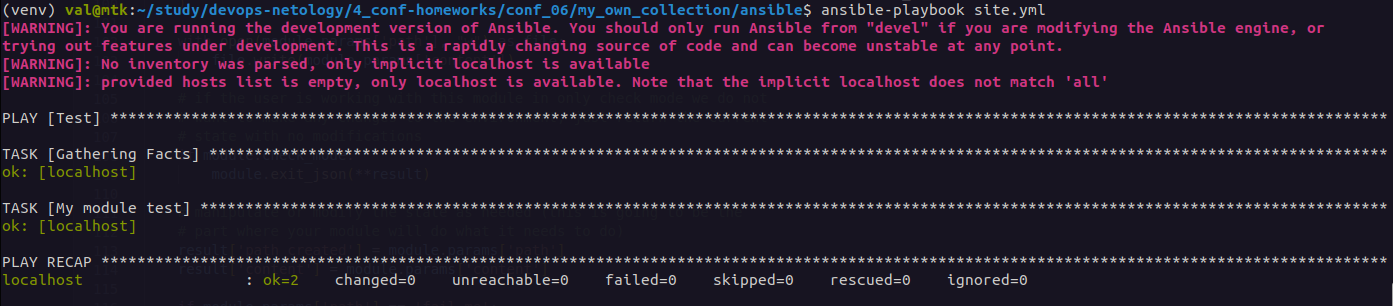 (venv) val@mtk:~/study/devops-netology/4_conf-homeworks/conf_06/my_own_collection/ansible$ ansible-playbook site.yml
[WARNING]: You are running the development version of Ansible. You should only run Ansible from "devel" if you are modifying the Ansible engine, or
trying out features under development. This is a rapidly changing source of code and can become unstable at any point.
[WARNING]: No inventory was parsed, only implicit localhost is available
[WARNING]: provided hosts list is empty, only localhost is available. Note that the implicit localhost does not match 'all'
PLAY [Test] **********************************************************************************************************************************************
TASK [Gathering Facts] ***********************************************************************************************************************************
ok: [localhost]
module.exit_json(**result)
TASK [My module test] ************************************************************************************************************************************
ok: [localhost]
PLAY RECAP ***********************************************************************************************************************************************
localhost                  : ok=2    changed=0    unreachable=0    failed=0    skipped=0    rescued=0    ignored=0